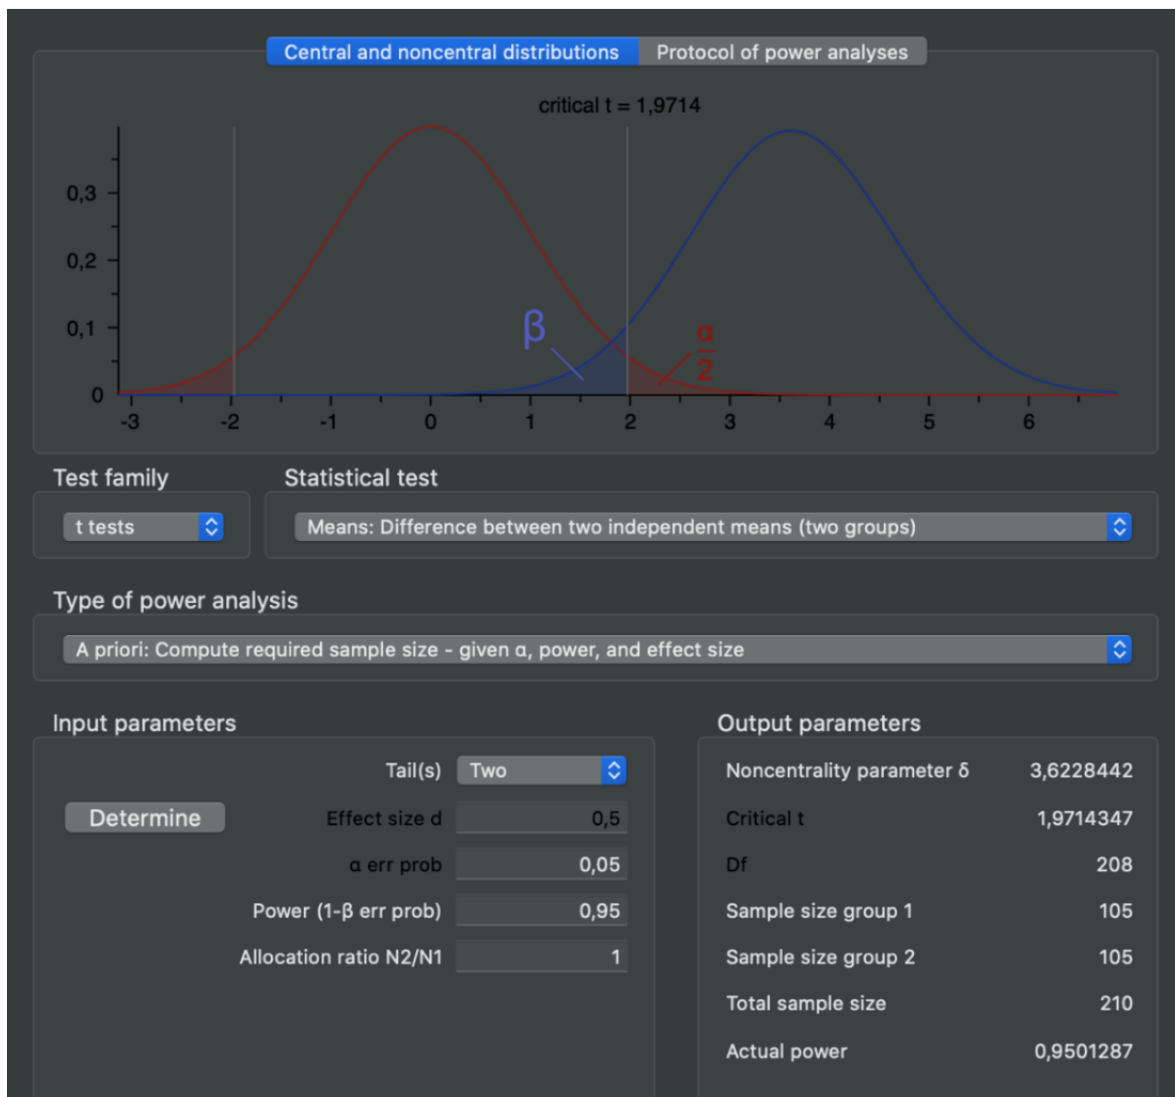 Central and noncentral distributions Protocol of power analyses
critical t = 1,9714
0,3
0,2
0,1
0
β
α
2
-3 -2 -1 0 1 2 3 4 5 6
Test family Statistical test
t tests Means: Difference between two independent means (two groups)
Type of power analysis
A priori: Compute required sample size - given α, power, and effect size
Input parameters Output parameters
Tail(s) Two Noncentrality parameter δ 3,6228442
Determine Effect size d 0,5 Critical t 1,9714347
α err prob 0,05 Df 208
Power (1-β err prob) 0,95 Sample size group 1 105
Allocation ratio N2/N1 1 Sample size group 2 105
Total sample size 210
Actual power 0,9501287